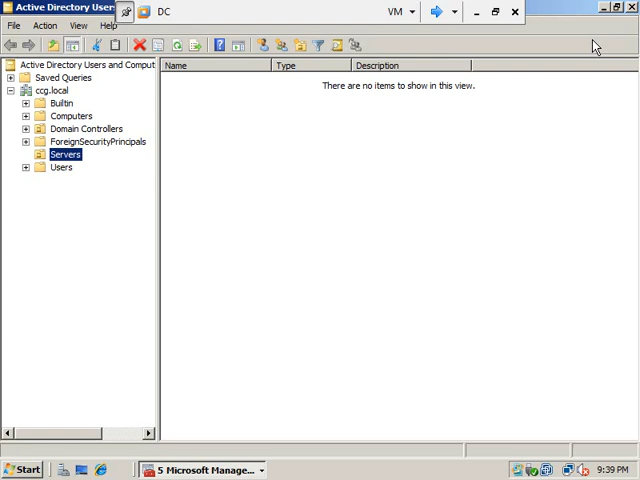 Active Directory Users
DC
VM
File Action View Help
Active Directory Users and Comput
Name Type Description
Saved Queries
There are no items to show in this view.
ccg.local
Builtin
Computers
Domain Controllers
ForeignSecurityPrincipals
Servers
Users
Start
5 Microsoft Manage...
9:39 PM